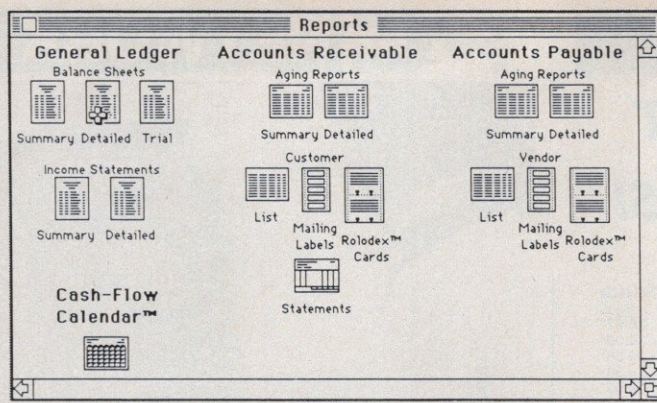 Reports
General Ledger
Balance Sheets
Summary Detailed Trial
Income Statements
Summary Detailed
Cash-Flow
Calendar™
Accounts Receivable
Aging Reports
Summary Detailed
Customer
List
Mailing
Labels
Rolodex™
Cards
Statements
Accounts Payable
Aging Reports
Summary Detailed
Vendor
List
Mailing
Labels
Rolodex™
Cards